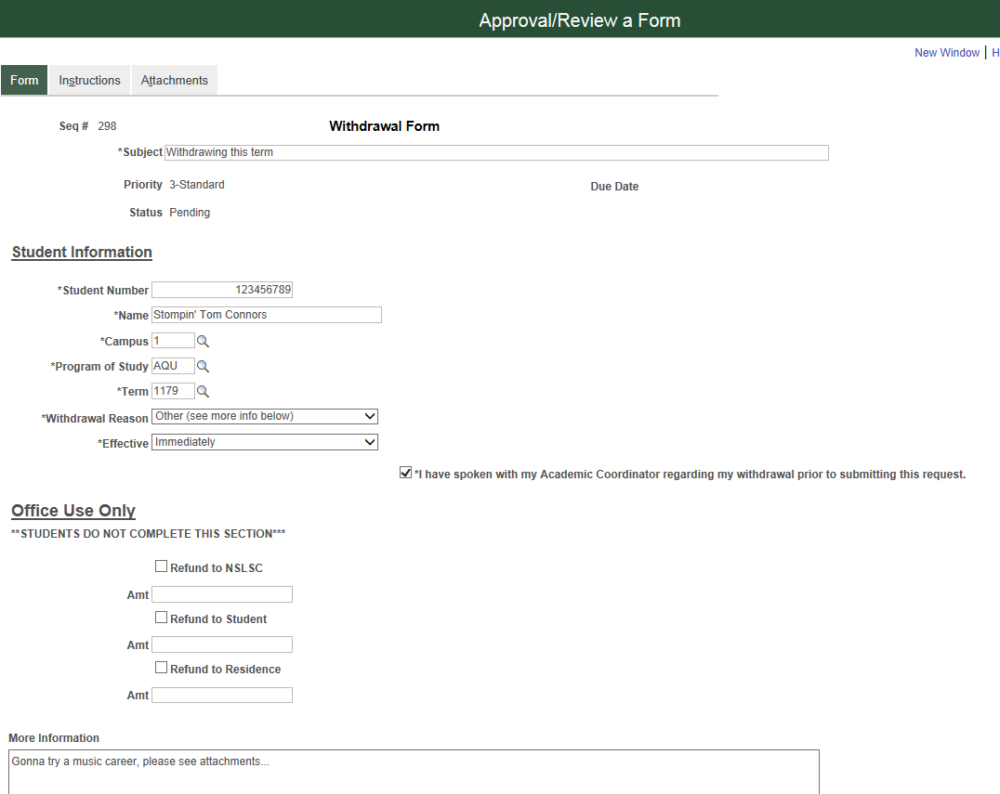 Approval/Review a Form
New Window | H
Form Instructions Attachments
Seq # 298 Withdrawal Form
*Subject Withdrawing this term
Priority 3-Standard Due Date
Status Pending
Student Information
*Student Number 123456789
*Name Stompin' Tom Connors
*Campus 1
*Program of Study AQU
*Term 1179
*Withdrawal Reason Other (see more info below)
*Effective Immediately
*I have spoken with my Academic Coordinator regarding my withdrawal prior to submitting this request.
Office Use Only
**STUDENTS DO NOT COMPLETE THIS SECTION***
Refund to NSLSC
Amt
Refund to Student
Amt
Refund to Residence
Amt
More Information
Gonna try a music career, please see attachments...